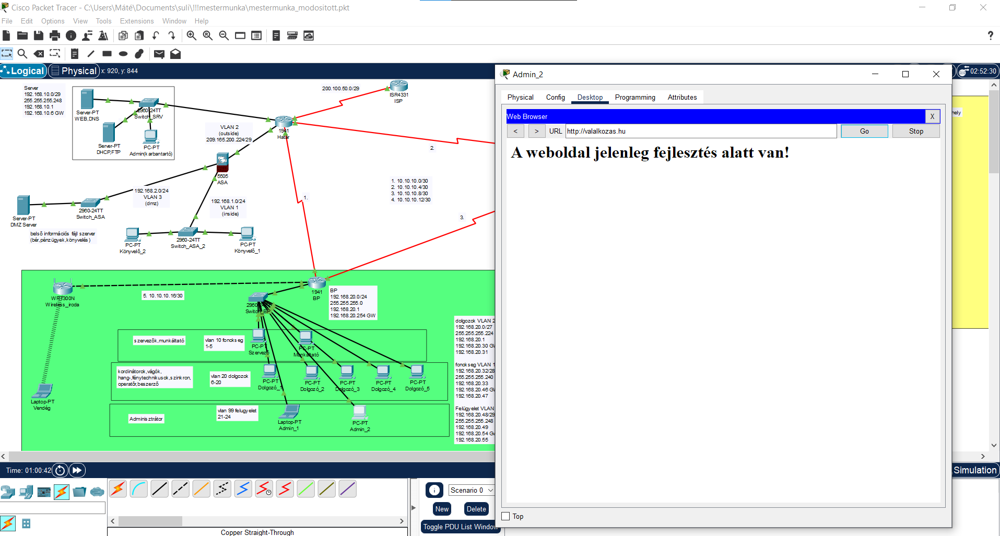 Cisco Packet Tracer - C:\Users\Máté\Documents\suli\!!!mestermunka\mestermunka_modositott.pkt
File Edit Options View Tools Extensions Window Help
?
Logical Physical x: 920, y: 844
02:52:30
Server
192.168.10.0/29
255.255.255.248
192.168.10.1
192.168.10.6 GW
Server-PT
WEB,DNS
2960-24TT
Switch_SRV
Server-PT
DHCP,FTP
PC-PT
Admin(karbantartó)
200.100.50.0/29
ISR4331
ISP
VLAN 2
(outside)
209.165.200.224/29
1941
Határ
2.
5505
ASA
192.168.2.0/24
VLAN 3
(dmz)
192.168.1.0/24
VLAN 1
(inside)
1.
1. 10.10.10.0/30
2. 10.10.10.4/30
3. 10.10.10.8/30
4. 10.10.10.12/30
3.
Server-PT
DMZ Server
2960-24TT
Switch_ASA
belső információs fájl szerver
(bér,pénzügyek,könyvelés)
PC-PT
Könyvelő_2
2960-24TT
Switch_ASA_2
PC-PT
Könyvelő_1
WRT300N
Wireless_iroda
5. 10.10.10.16/30
1941
BP
BP
192.168.20.0/24
255.255.255.0
192.168.20.1
192.168.20.254 GW
2960-24TT
Switch_BP
szervezők,munkáltató
vlan 10 fonokseg
1-5
PC-PT
Szervező
PC-PT
Munkáltató
kordinátorok,vágók,
hang-,fénytechnikusok,szinkron,
operatőr,beszerző
vlan 20 dolgozok
6-20
PC-PT
Dolgozó_1
PC-PT
Dolgozó_2
PC-PT
Dolgozó_3
PC-PT
Dolgozó_4
PC-PT
Dolgozó_5
Laptop-PT
Vendég
Adminisztrátor
vlan 99 felugyelet
21-24
Laptop-PT
Admin_1
PC-PT
Admin_2
dolgozok VLAN 2
192.168.20.0/27
255.255.255.224
192.168.20.1
192.168.20.30 GW
192.168.20.31
fonokseg VLAN 1
192.168.20.32/28
255.255.255.240
192.168.20.33
192.168.20.46 GW
192.168.20.47
Felügyelet VLAN
192.168.20.48/29
255.255.255.248
192.168.20.49
192.168.20.54 GW
192.168.20.55
hely
Admin_2
Physical Config Desktop Programming Attributes
Web Browser X
< > URL http://valalkozas.hu Go Stop
A weboldal jelenleg fejlesztés alatt van!
Top
Time: 01:00:42
Simulation
Scenario 0
New Delete
Toggle PDU List Window
Copper Straight-Through